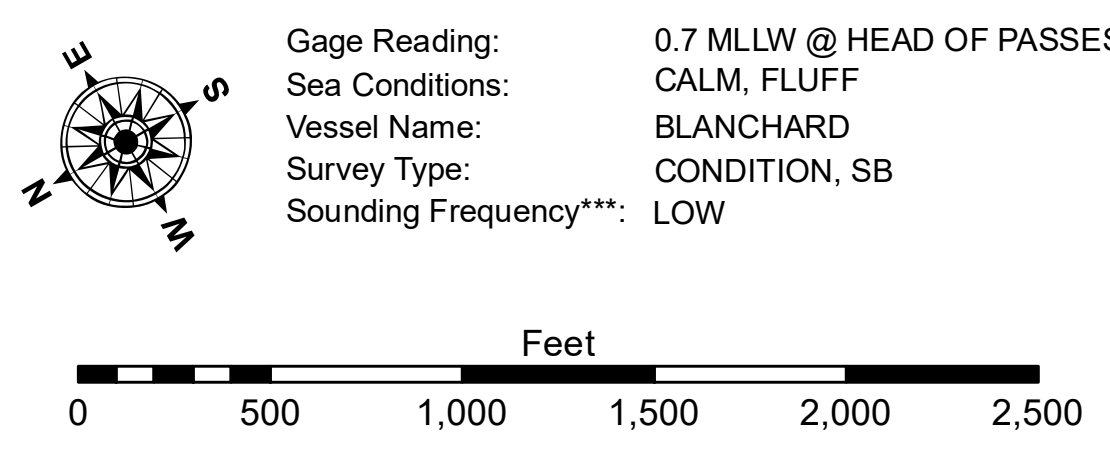 E
S
N
W
Gage Reading: 0.7 MLLW @ HEAD OF PASSES
Sea Conditions: CALM, FLUFF
Vessel Name: BLANCHARD
Survey Type: CONDITION, SB
Sounding Frequency***: LOW
Feet
0 500 1,000 1,500 2,000 2,500